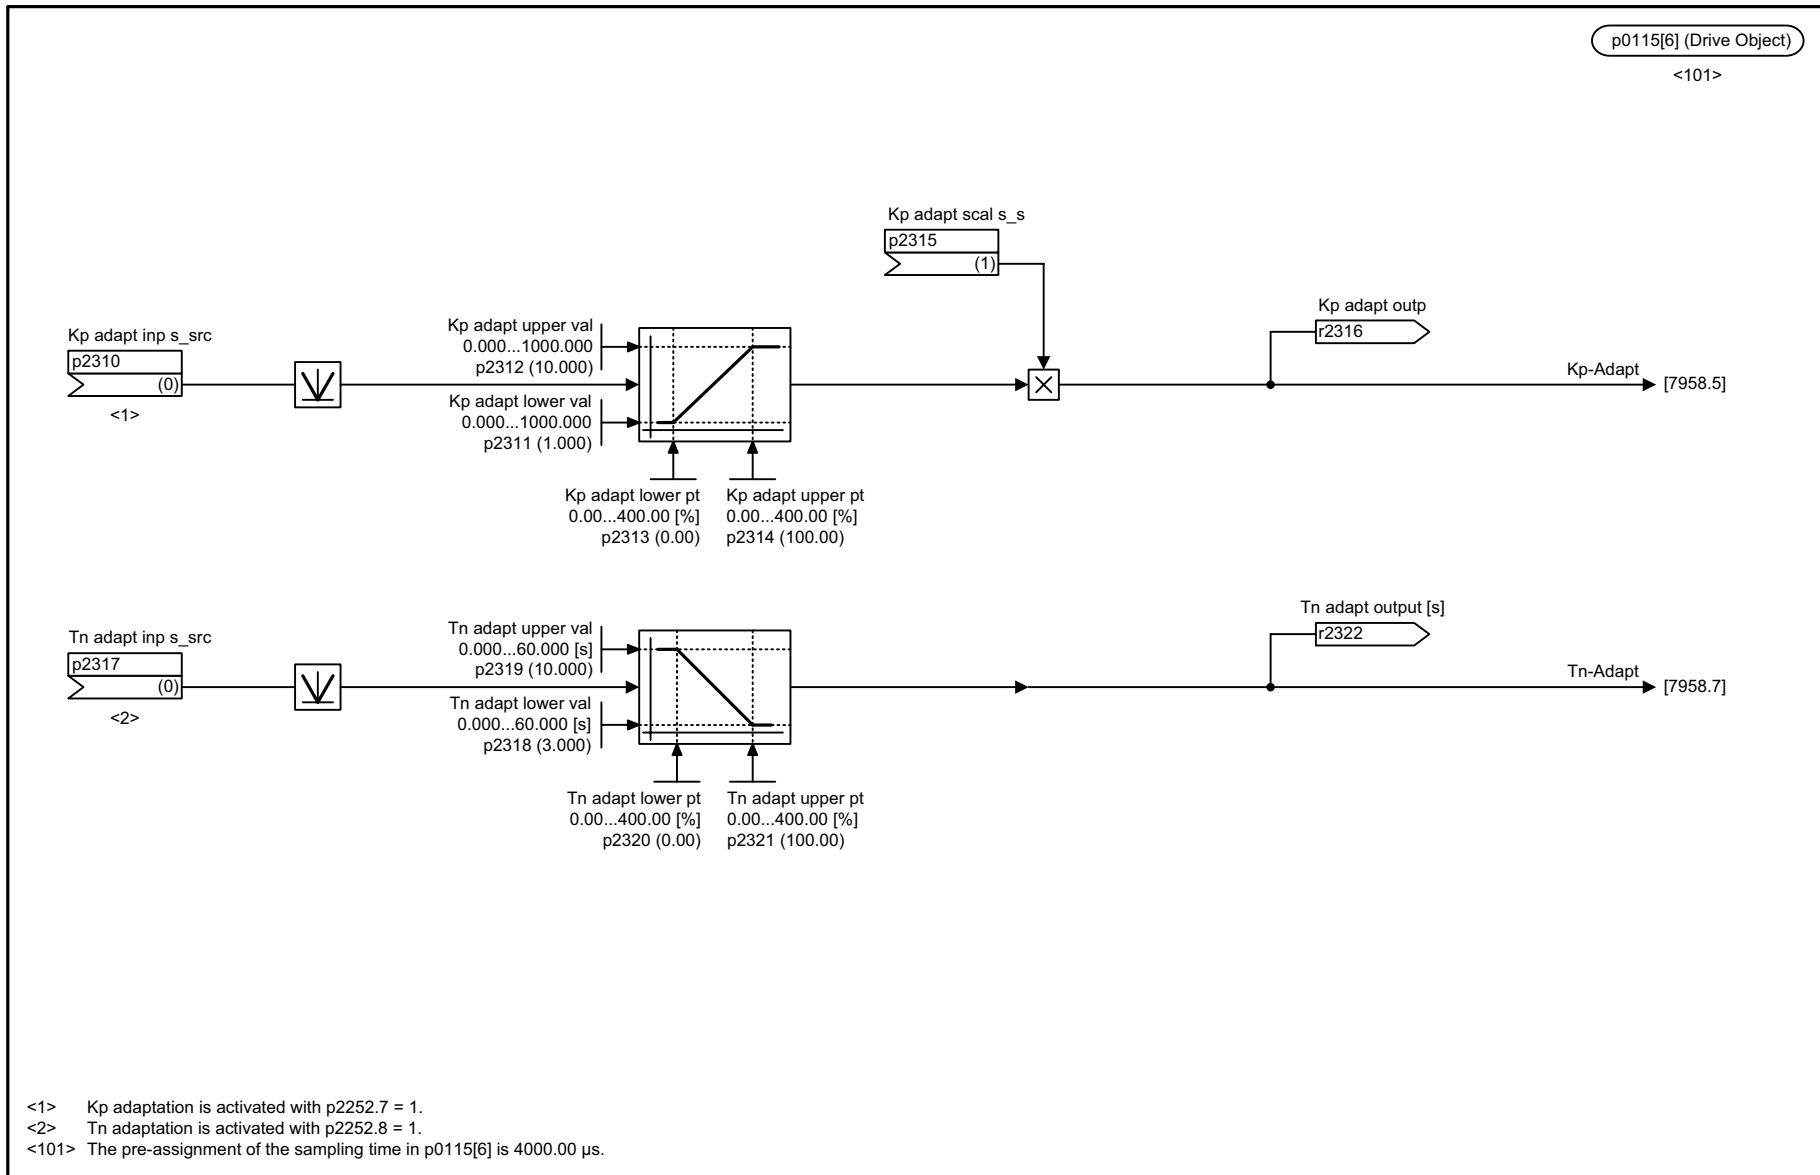 p0115[6] (Drive Object)
<101>
Kp adapt scal s_s
p2315
(1)
Kp adapt inp s_src
p2310
(0)
<1>
Kp adapt upper val
0.000...1000.000
p2312 (10.000)
Kp adapt lower val
0.000...1000.000
p2311 (1.000)
Kp adapt lower pt
0.00...400.00 [%]
p2313 (0.00)
Kp adapt upper pt
0.00...400.00 [%]
p2314 (100.00)
Kp adapt outp
r2316
Kp-Adapt
[7958.5]
Tn adapt inp s_src
p2317
(0)
<2>
Tn adapt upper val
0.000...60.000 [s]
p2319 (10.000)
Tn adapt lower val
0.000...60.000 [s]
p2318 (3.000)
Tn adapt lower pt
0.00...400.00 [%]
p2320 (0.00)
Tn adapt upper pt
0.00...400.00 [%]
p2321 (100.00)
Tn adapt output [s]
r2322
Tn-Adapt
[7958.7]
<1> Kp adaptation is activated with p2252.7 = 1.
<2> Tn adaptation is activated with p2252.8 = 1.
<101> The pre-assignment of the sampling time in p0115[6] is 4000.00 µs.